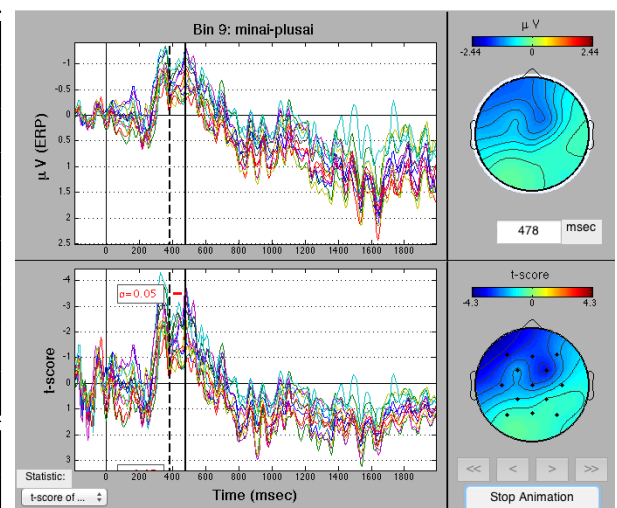 Bin 9: minai-plusai
μ V
-2.44 0 2.44
-1
-0.5
0
0.5
1
1.5
2
2.5
μ V (ERP)
0 200 400 600 800 1000 1200 1400 1600 1800
478 msec
t-score
-4.3 0 4.3
-4
-3
-2
-1
0
1
2
3
t-score
α=0.05
0 200 400 600 800 1000 1200 1400 1600 1800
Time (msec)
Statistic:
t-score of ...
<< < > >>
Stop Animation